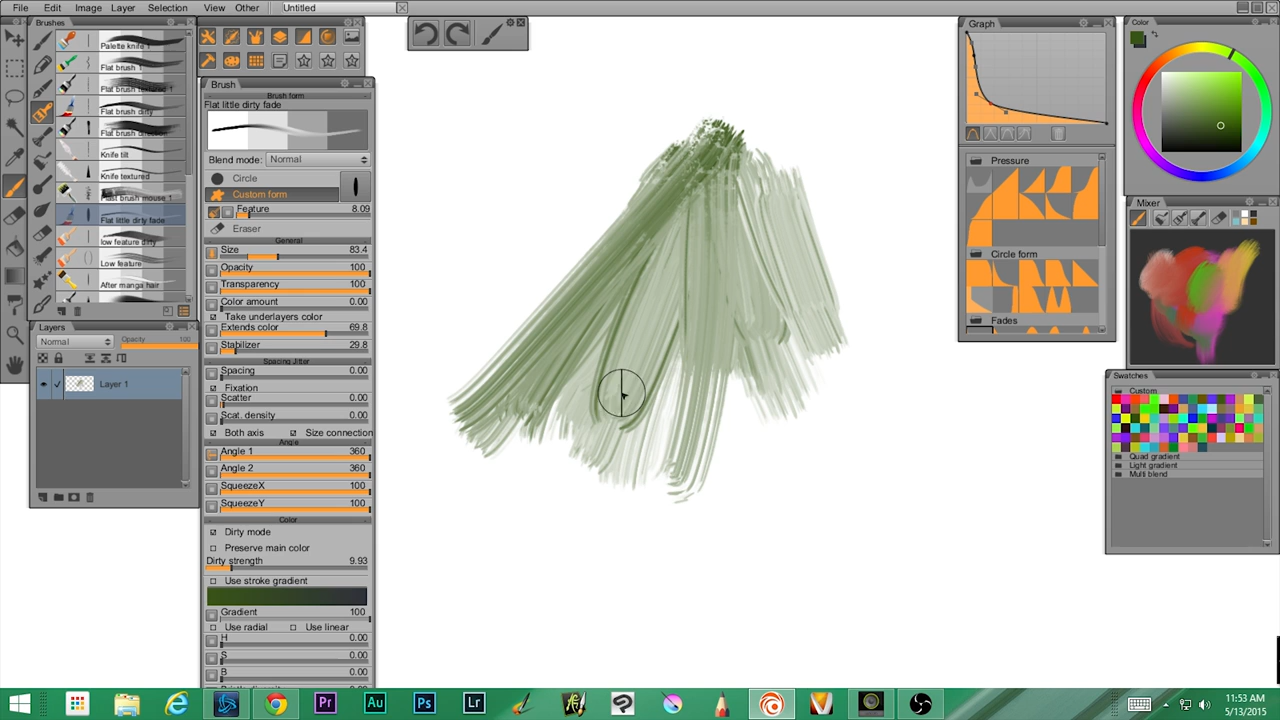 File Edit Image Layer Selection View Other Untitled
Brushes
Palette knife 1
Flat brush 1
Flat brush textured 1
Flat brush dirty
Flat brush direction
Knife tilt
Knife textured
Flast brush mouse 1
Flat little dirty fade
low feature dirty
Low feature
After manga hair
Layers
Normal Opacity 100
Layer 1
Brush
Brush form
Flat little dirty fade
Blend mode: Normal
Circle
Custom form
Feature 8.09
Eraser
General
Size 83.4
Opacity 100
Transparency 100
Color amount 0.00
Take underlayers color
Extends color 69.8
Stabilizer 29.8
Spacing Jitter
Spacing 0.00
Fixation
Scatter 0.00
Scat. density 0.00
Both axis Size connection
Angle
Angle 1 360
Angle 2 360
SqueezeX 100
SqueezeY 100
Color
Dirty mode
Preserve main color
Dirty strength 9.93
Use stroke gradient
Gradient 100
Use radial Use linear
H 0.00
S 0.00
B 0.00
Graph
Pressure
Circle form
Fades
Color
Mixer
Swatches
Custom
Quad gradient
Light gradient
Multi blend
Pr Au Ps Lr
11:53 AM
5/13/2015